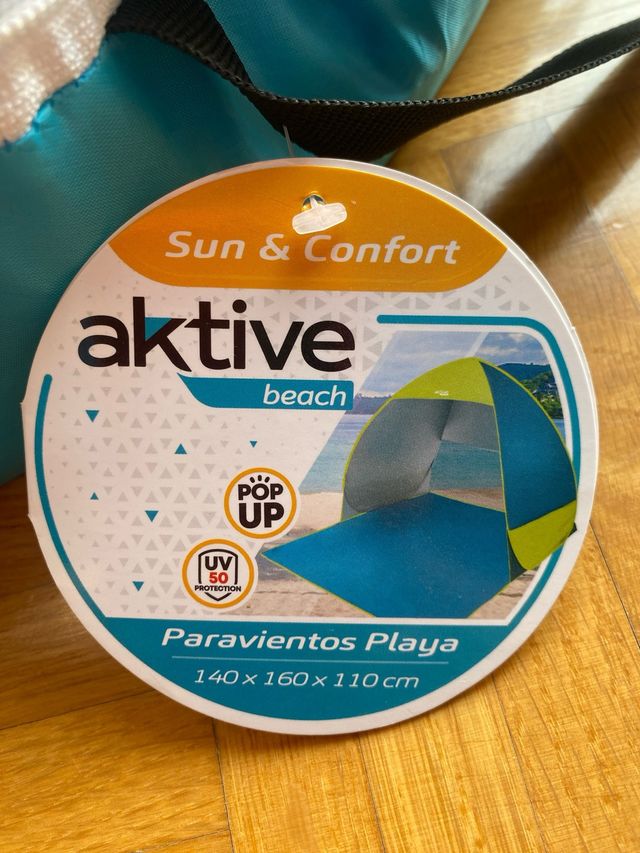 Sun & Confort
aktive
beach
POP
UP
UV
50
PROTECTION
Paravientos Playa
140 x 160 x 110 cm